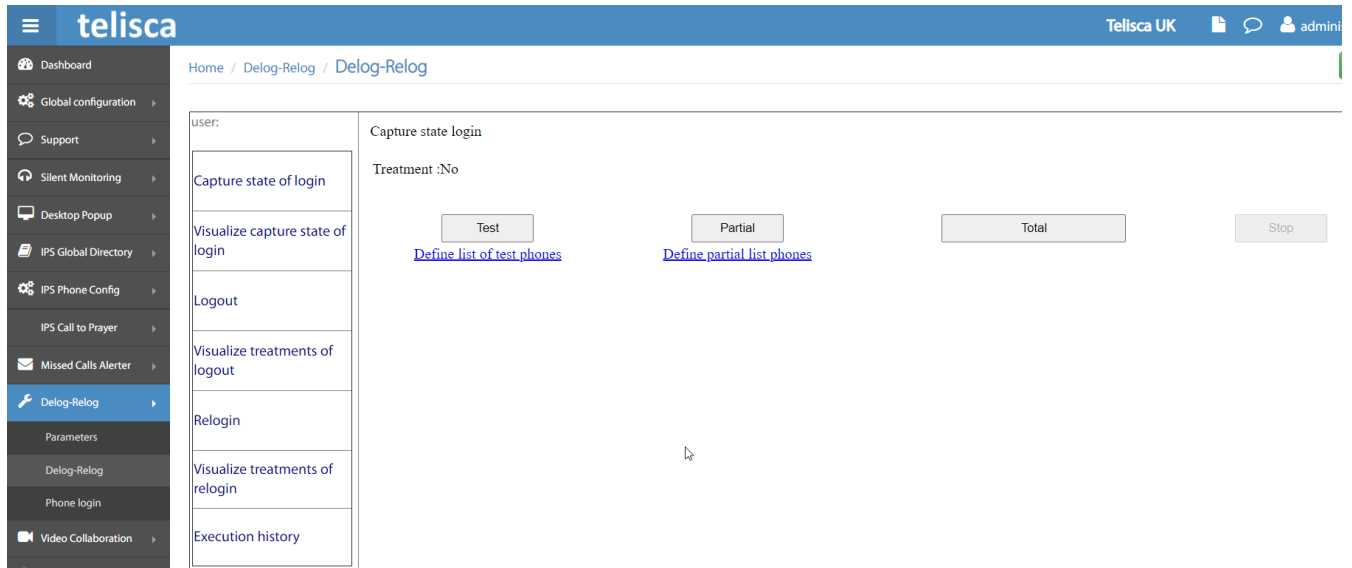 telisca
Telisca UK
Dashboard
Global configuration
Support
Silent Monitoring
Desktop Popup
IPS Global Directory
IPS Phone Config
IPS Call to Prayer
Missed Calls Alerter
Delog-Relog
Parameters
Delog-Relog
Phone login
Video Collaboration
Home / Delog-Relog / Delog-Relog
user:
Capture state of login
Visualize capture state of
login
Logout
Visualize treatments of
logout
Relogin
Visualize treatments of
relogin
Execution history
Capture state login
Treatment :No
Test
Partial
Total
Stop
Define list of test phones
Define partial list phones